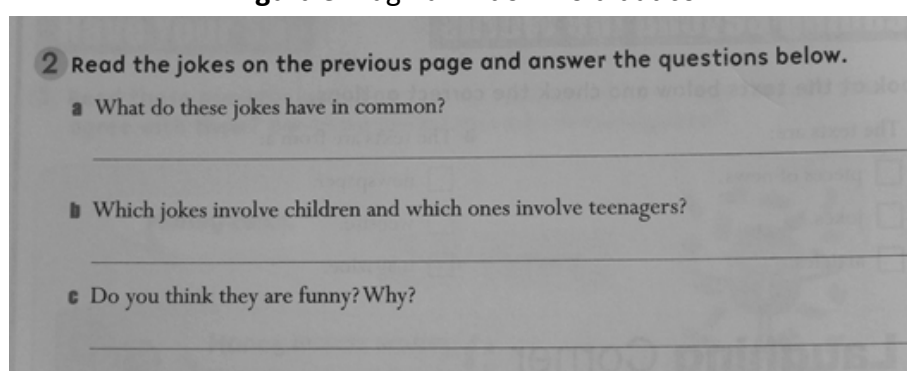 2 Read the jokes on the previous page and answer the questions below.
a What do these jokes have in common?
b Which jokes involve children and which ones involve teenagers?
c Do you think they are funny? Why?